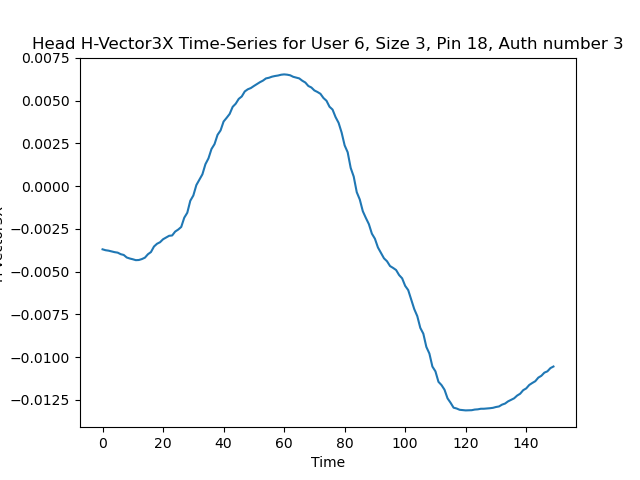 Head H-Vector3X Time-Series for User 6, Size 3, Pin 18, Auth number 3
0.0075
0.0050
0.0025
0.0000
−0.0025
−0.0050
−0.0075
−0.0100
−0.0125
H-Vector3X
0 20 40 60 80 100 120 140
Time